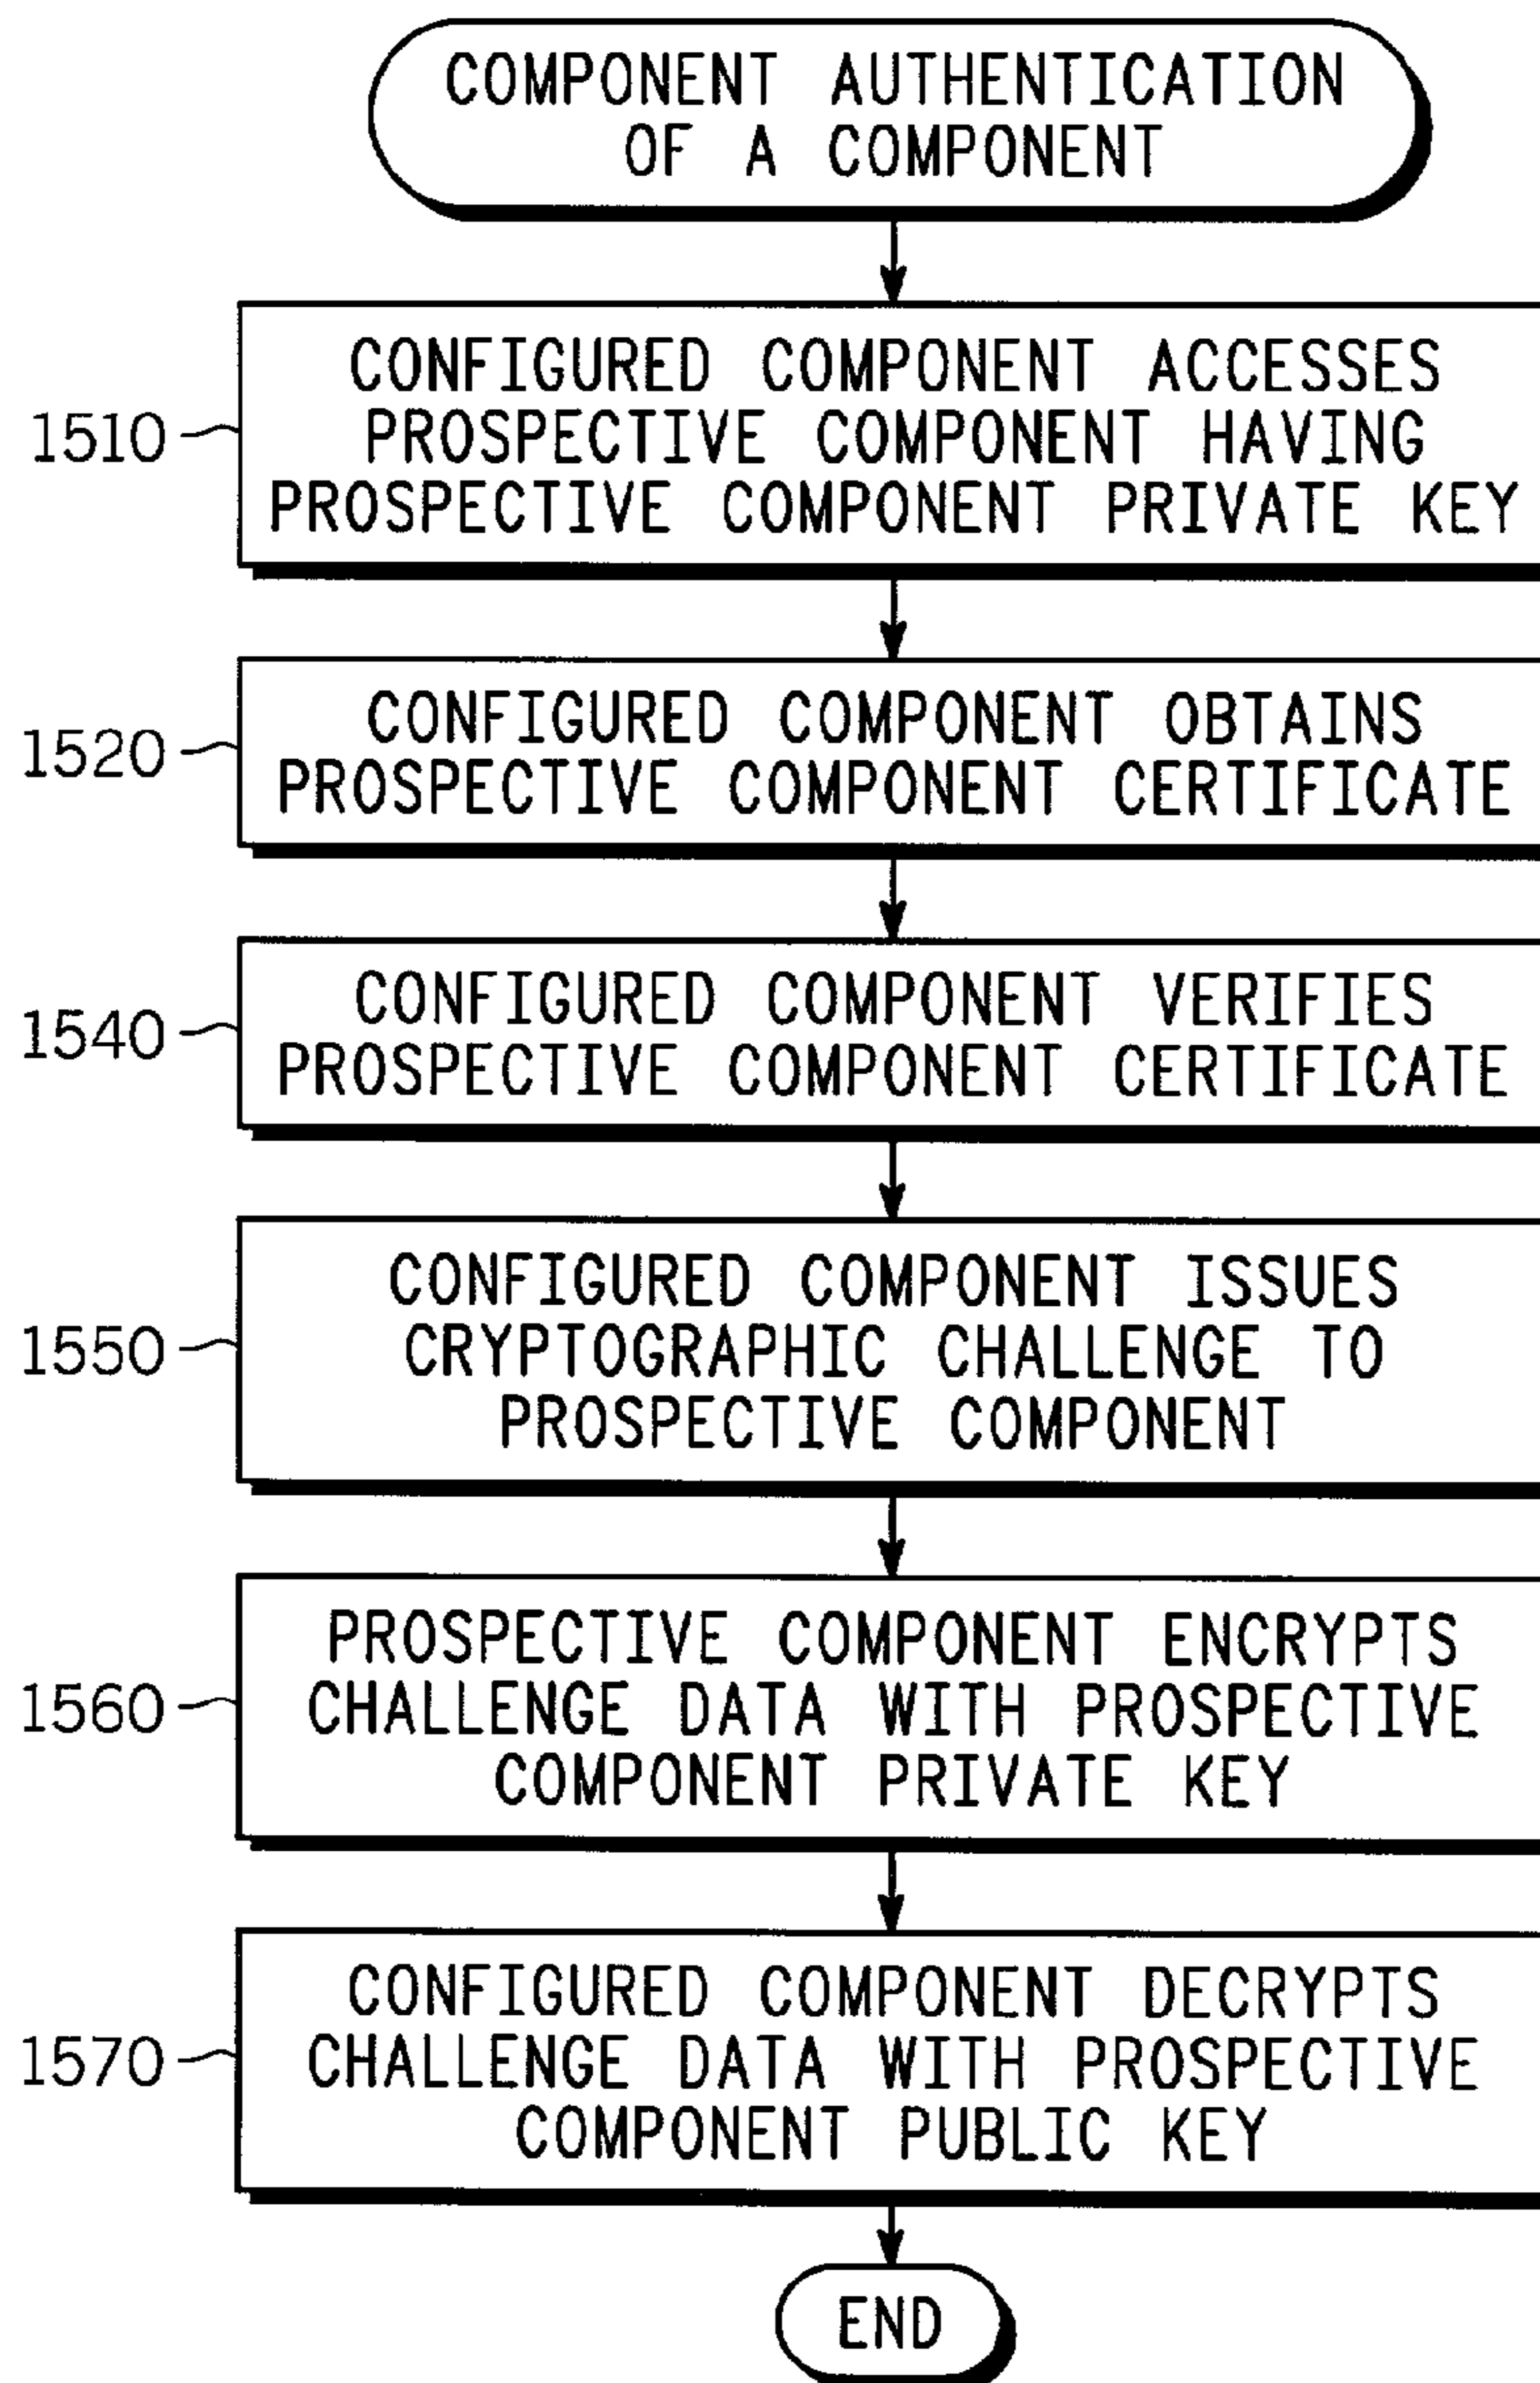 COMPONENT AUTHENTICATION
OF A COMPONENT
CONFIGURED COMPONENT ACCESSES
1510 PROSPECTIVE COMPONENT HAVING
PROSPECTIVE COMPONENT PRIVATE KEY
CONFIGURED COMPONENT OBTAINS
1520 PROSPECTIVE COMPONENT CERTIFICATE
CONFIGURED COMPONENT VERIFIES
1540 PROSPECTIVE COMPONENT CERTIFICATE
CONFIGURED COMPONENT ISSUES
1550 CRYPTOGRAPHIC CHALLENGE TO
PROSPECTIVE COMPONENT
PROSPECTIVE COMPONENT ENCRYPTS
1560 CHALLENGE DATA WITH PROSPECTIVE
COMPONENT PRIVATE KEY
CONFIGURED COMPONENT DECRYPTS
1570 CHALLENGE DATA WITH PROSPECTIVE
COMPONENT PUBLIC KEY
END